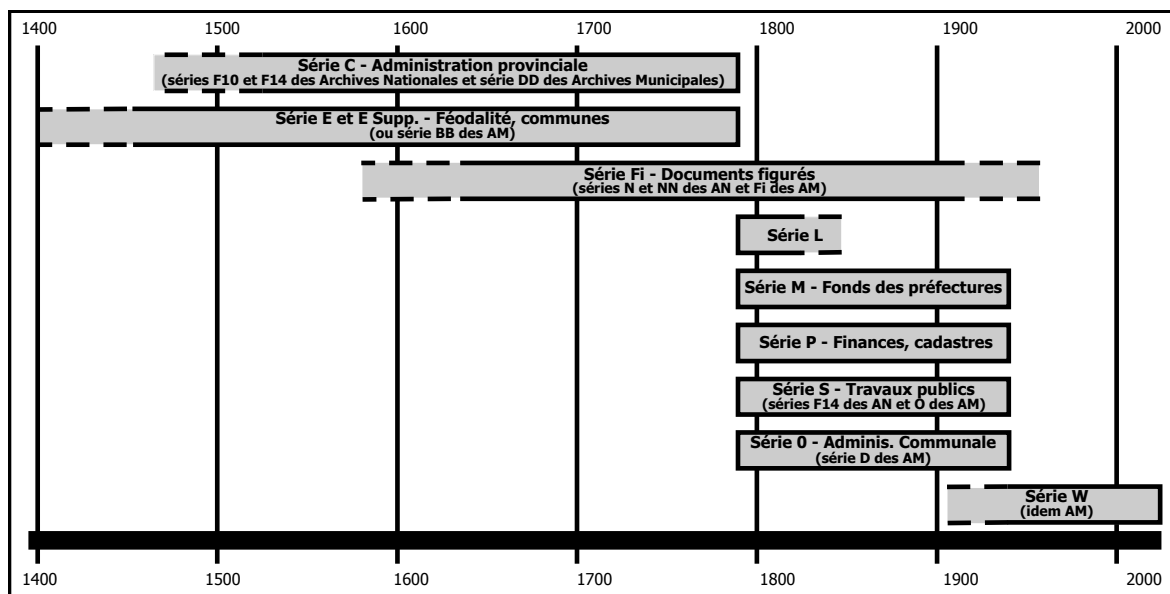 1400 1500 1600 1700 1800 1900 2000
Série C - Administration provinciale
(séries F10 et F14 des Archives Nationales et série DD des Archives Municipales)
Série E et E Supp. - Féodalité, communes
(ou série BB des AM)
Série Fi - Documents figurés
(séries N et NN des AN et Fi des AM)
Série L
Série M - Fonds des préfectures
Série P - Finances, cadastres
Série S - Travaux publics
(séries F14 des AN et O des AM)
Série 0 - Adminis. Communale
(série D des AM)
Série W
(idem AM)
1400 1500 1600 1700 1800 1900 2000